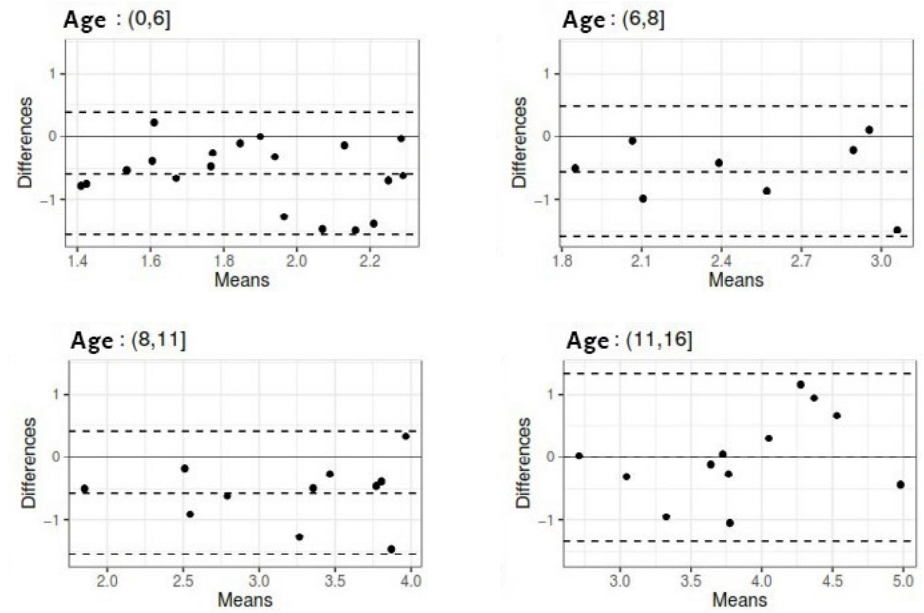 Age : (0,6]
Age : (6,8]
1
0
−1
Differences
1.4 1.6 1.8 2.0 2.2
Means
1
0
−1
Differences
1.8 2.1 2.4 2.7 3.0
Means
Age : (8,11]
Age : (11,16]
1
0
−1
Differences
2.0 2.5 3.0 3.5 4.0
Means
1
0
−1
Differences
3.0 3.5 4.0 4.5 5.0
Means